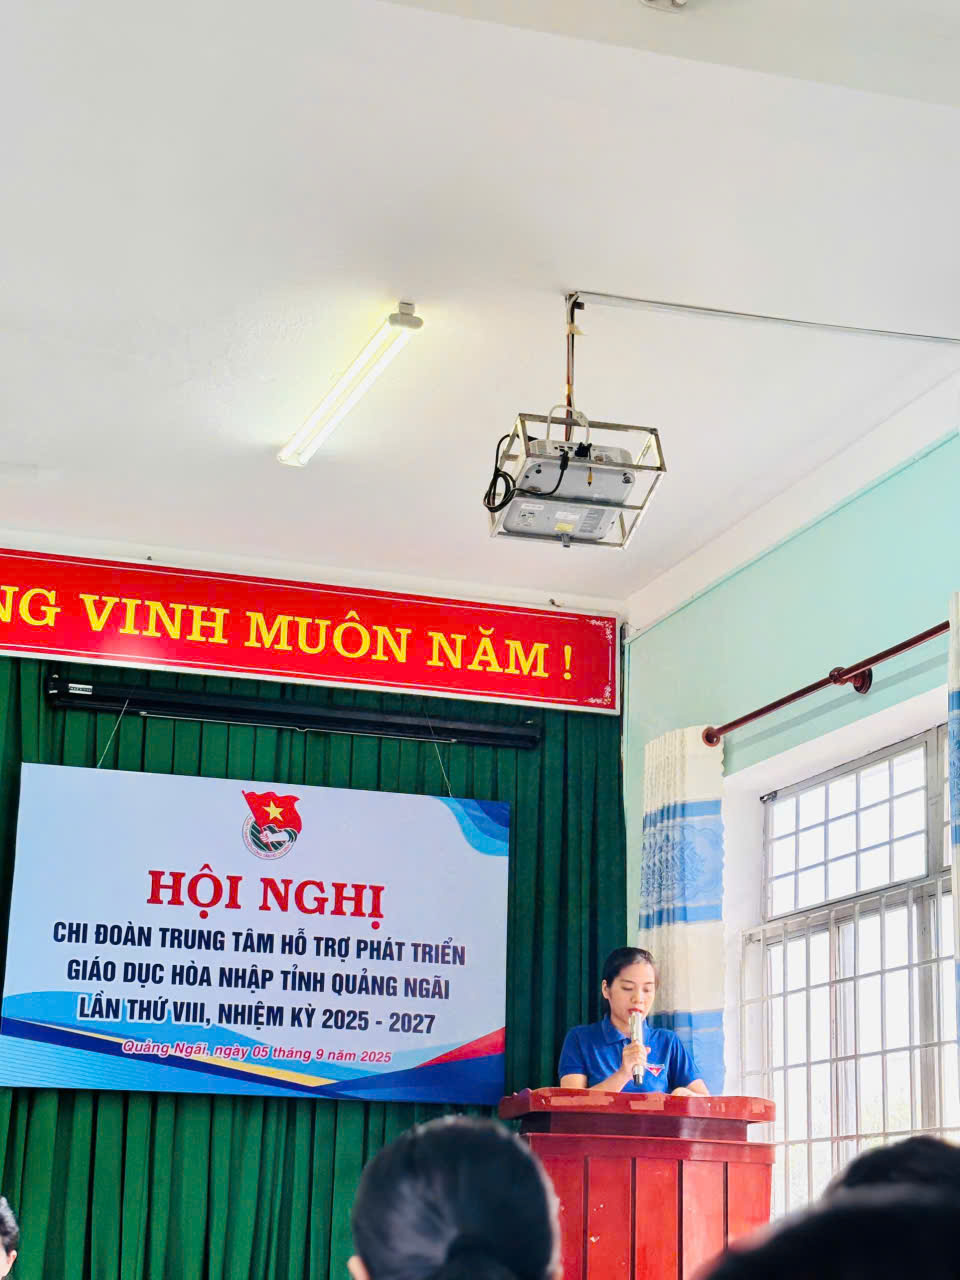 NG VINH MUÔN NĂM !
HỘI NGHỊ
CHI ĐOÀN TRUNG TÂM HỖ TRỢ PHÁT TRIỂN
GIÁO DỤC HÒA NHẬP TỈNH QUẢNG NGÃI
LẦN THỨ VIII, NHIỆM KỲ 2025 - 2027
Quảng Ngãi, ngày 05 tháng 9 năm 2025